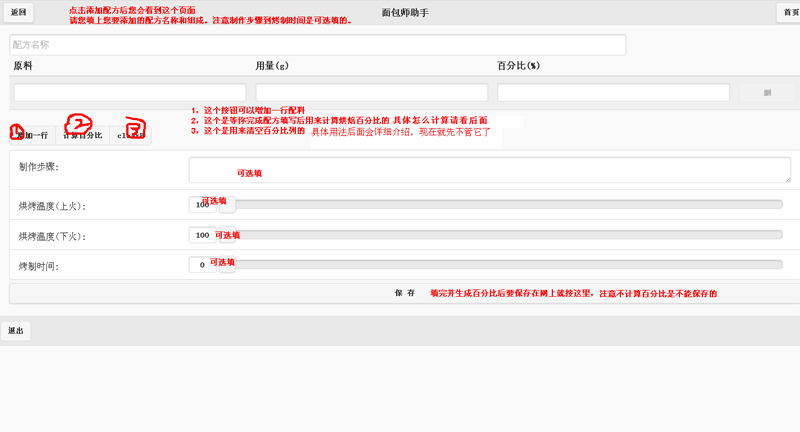 返回
点击添加配方后您会看到这个页面
请您填上您要添加的配方名称和组成。注意制作步骤到烤制时间是可选填的。
面包师助手
首页
配方名称
原料 用量(g) 百分比(%)
删
1，这个按钮可以增加一行配料
2，这个是等你完成配方填写后用来计算烘焙百分比的 具体怎么计算请看后面
3，这个是用来清空百分比列的 具体用法后面会详细介绍，现在就先不管它了
1 2 3
加一行 计算百分比
制作步骤:
可选填
烘烤温度(上火):
100
可选填
烘烤温度(下火):
100
可选填
烤制时间:
0
可选填
保 存 填完并生成百分比后要保存在网上就按这里，注意不计算百分比是不能保存的
退出